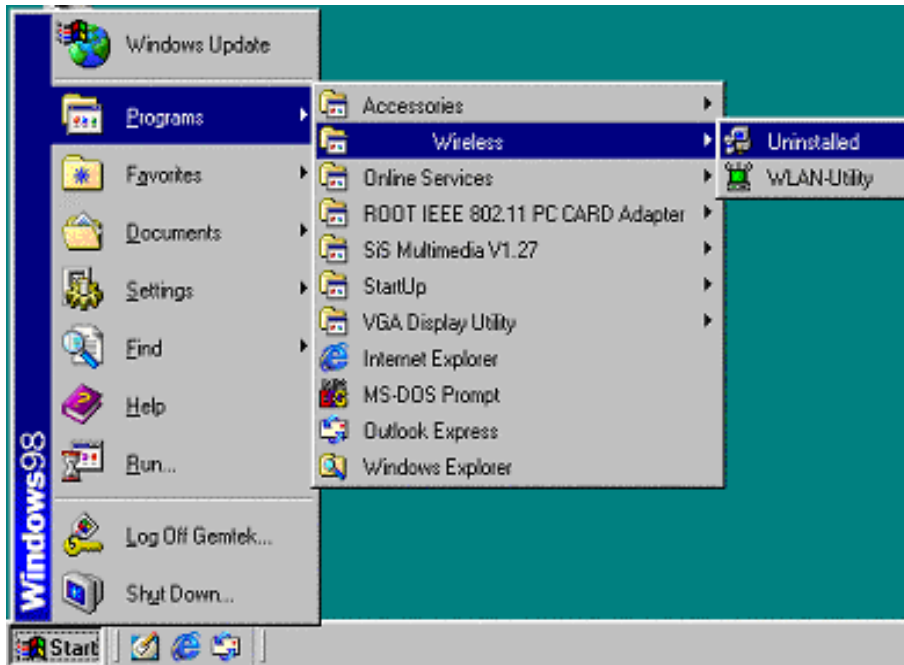 Windows Update
Programs
Favorites
Documents
Settings
Find
Help
Run...
Log Off Gemtek...
Shut Down...
Windows98
Accessories
Wireless
Online Services
ROOT IEEE 802.11 PC CARD Adapter
SiS Multimedia V1.27
StartUp
VGA Display Utility
Internet Explorer
MS-DOS Prompt
Outlook Express
Windows Explorer
Uninstalled
WLAN-Utility
Start